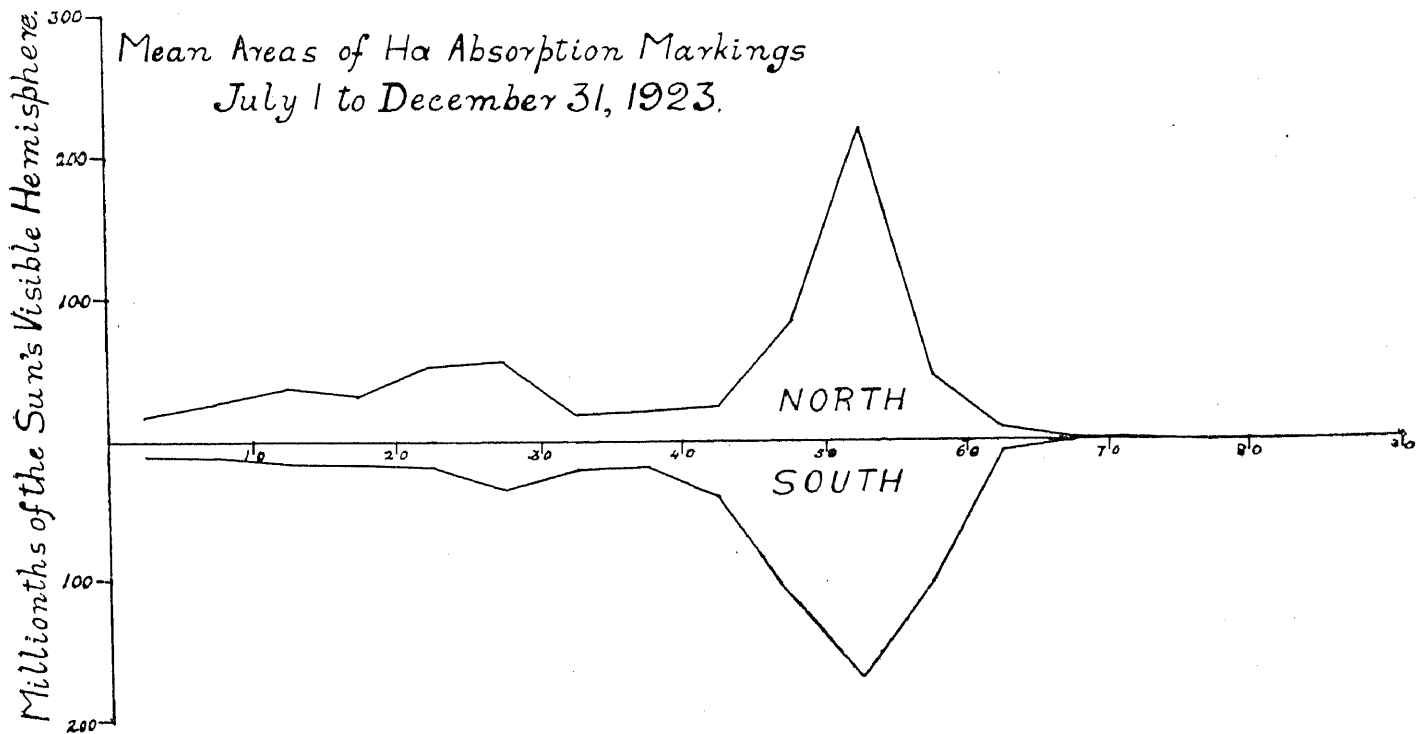 Mean Areas of Hα Absorption Markings
July 1 to December 31, 1923.
Millionths of the Sun's Visible Hemisphere.
300
200
100
NORTH
10 20 30 40 50 60 70 80 90
SOUTH
100
200